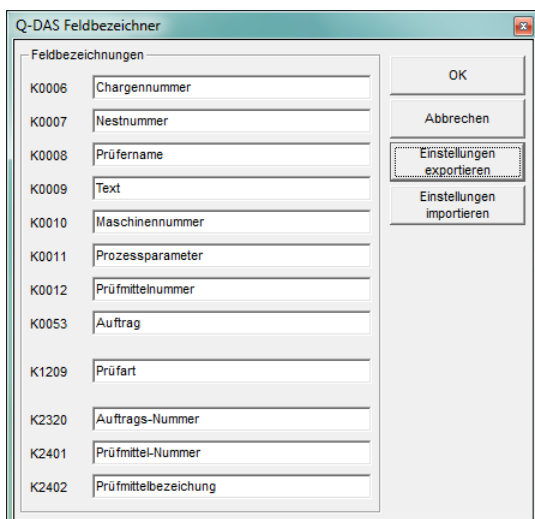 Q-DAS Feldbezeichner
Feldbezeichnungen
K0006 Chargennummer
K0007 Nestnummer
K0008 Prüfername
K0009 Text
K0010 Maschinennummer
K0011 Prozessparameter
K0012 Prüfmittelnummer
K0053 Auftrag
K1209 Prüfart
K2320 Auftrags-Nummer
K2401 Prüfmittel-Nummer
K2402 Prüfmittelbezeichung
OK
Abbrechen
Einstellungen
exportieren
Einstellungen
importieren